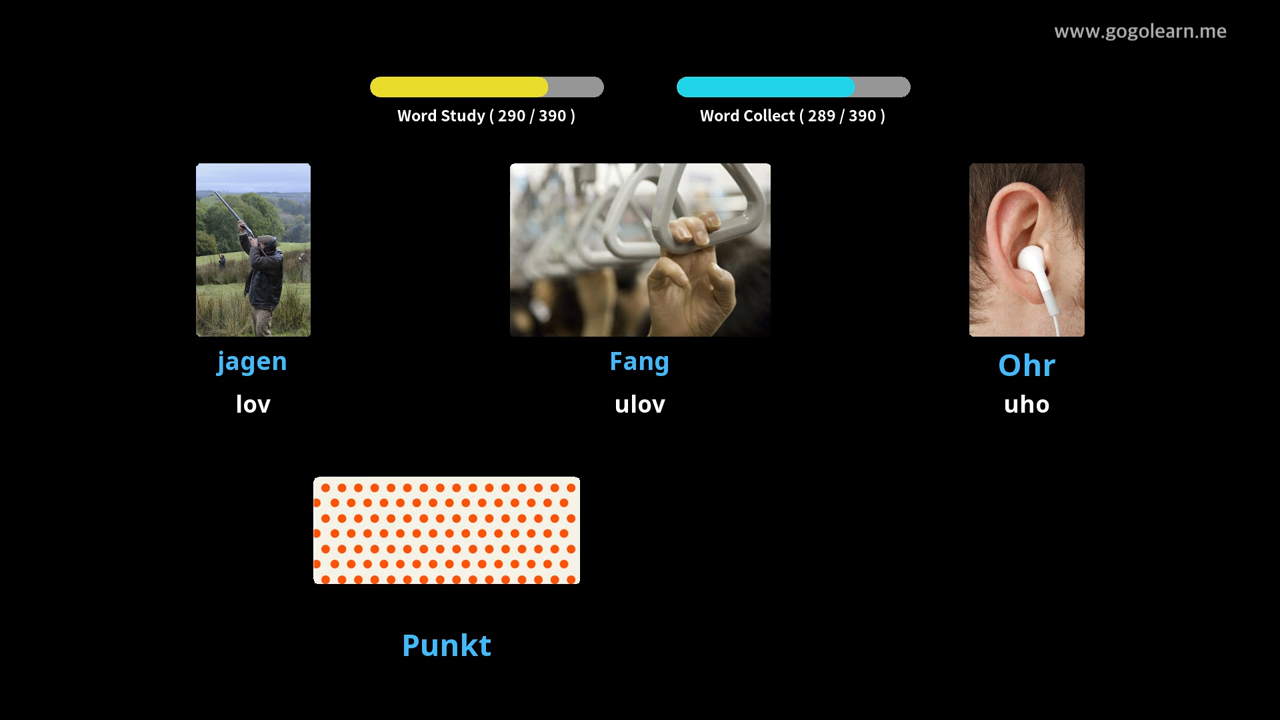 www.gogolearn.me
Word Study ( 290 / 390 )
Word Collect ( 289 / 390 )
jagen
lov
Fang
ulov
Ohr
uho
Punkt